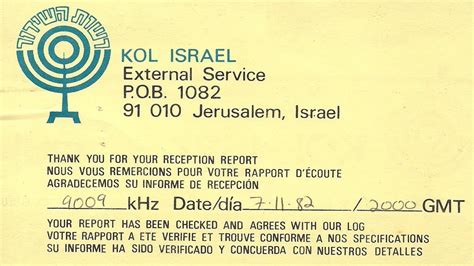 רשות השידור
KOL ISRAEL
External Service
P.O.B. 1082
91 010 Jerusalem, Israel
THANK YOU FOR YOUR RECEPTION REPORT
NOUS VOUS REMERCIONS POUR VOTRE RAPPORT D'ÉCOUTE
AGRADECEMOS SU INFORME DE RECEPCIÓN
9009 kHz Date/día 7.11.82 /2000 GMT
YOUR REPORT HAS BEEN CHECKED AND AGREES WITH OUR LOG
VOTRE RAPPORT A ETE VERIFIE ET TROUVE CONFORME A NOS SPECIFICATIONS
SU INFORME HA SIDO VERIFICADO Y CONCUERDA CON NUESTROS DETALLES